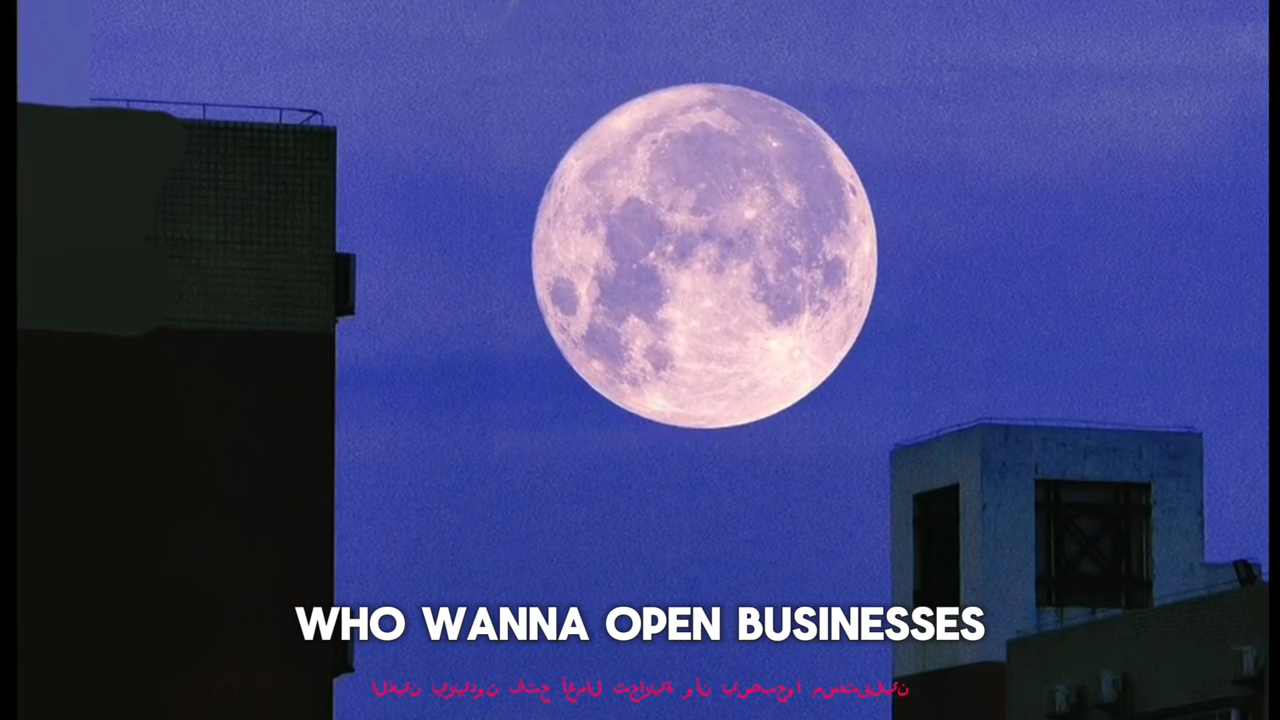 WHO WANNA OPEN BUSINESSES
الذين يريدون فتح أعمال تجارية وأن يصبحوا مستقلين